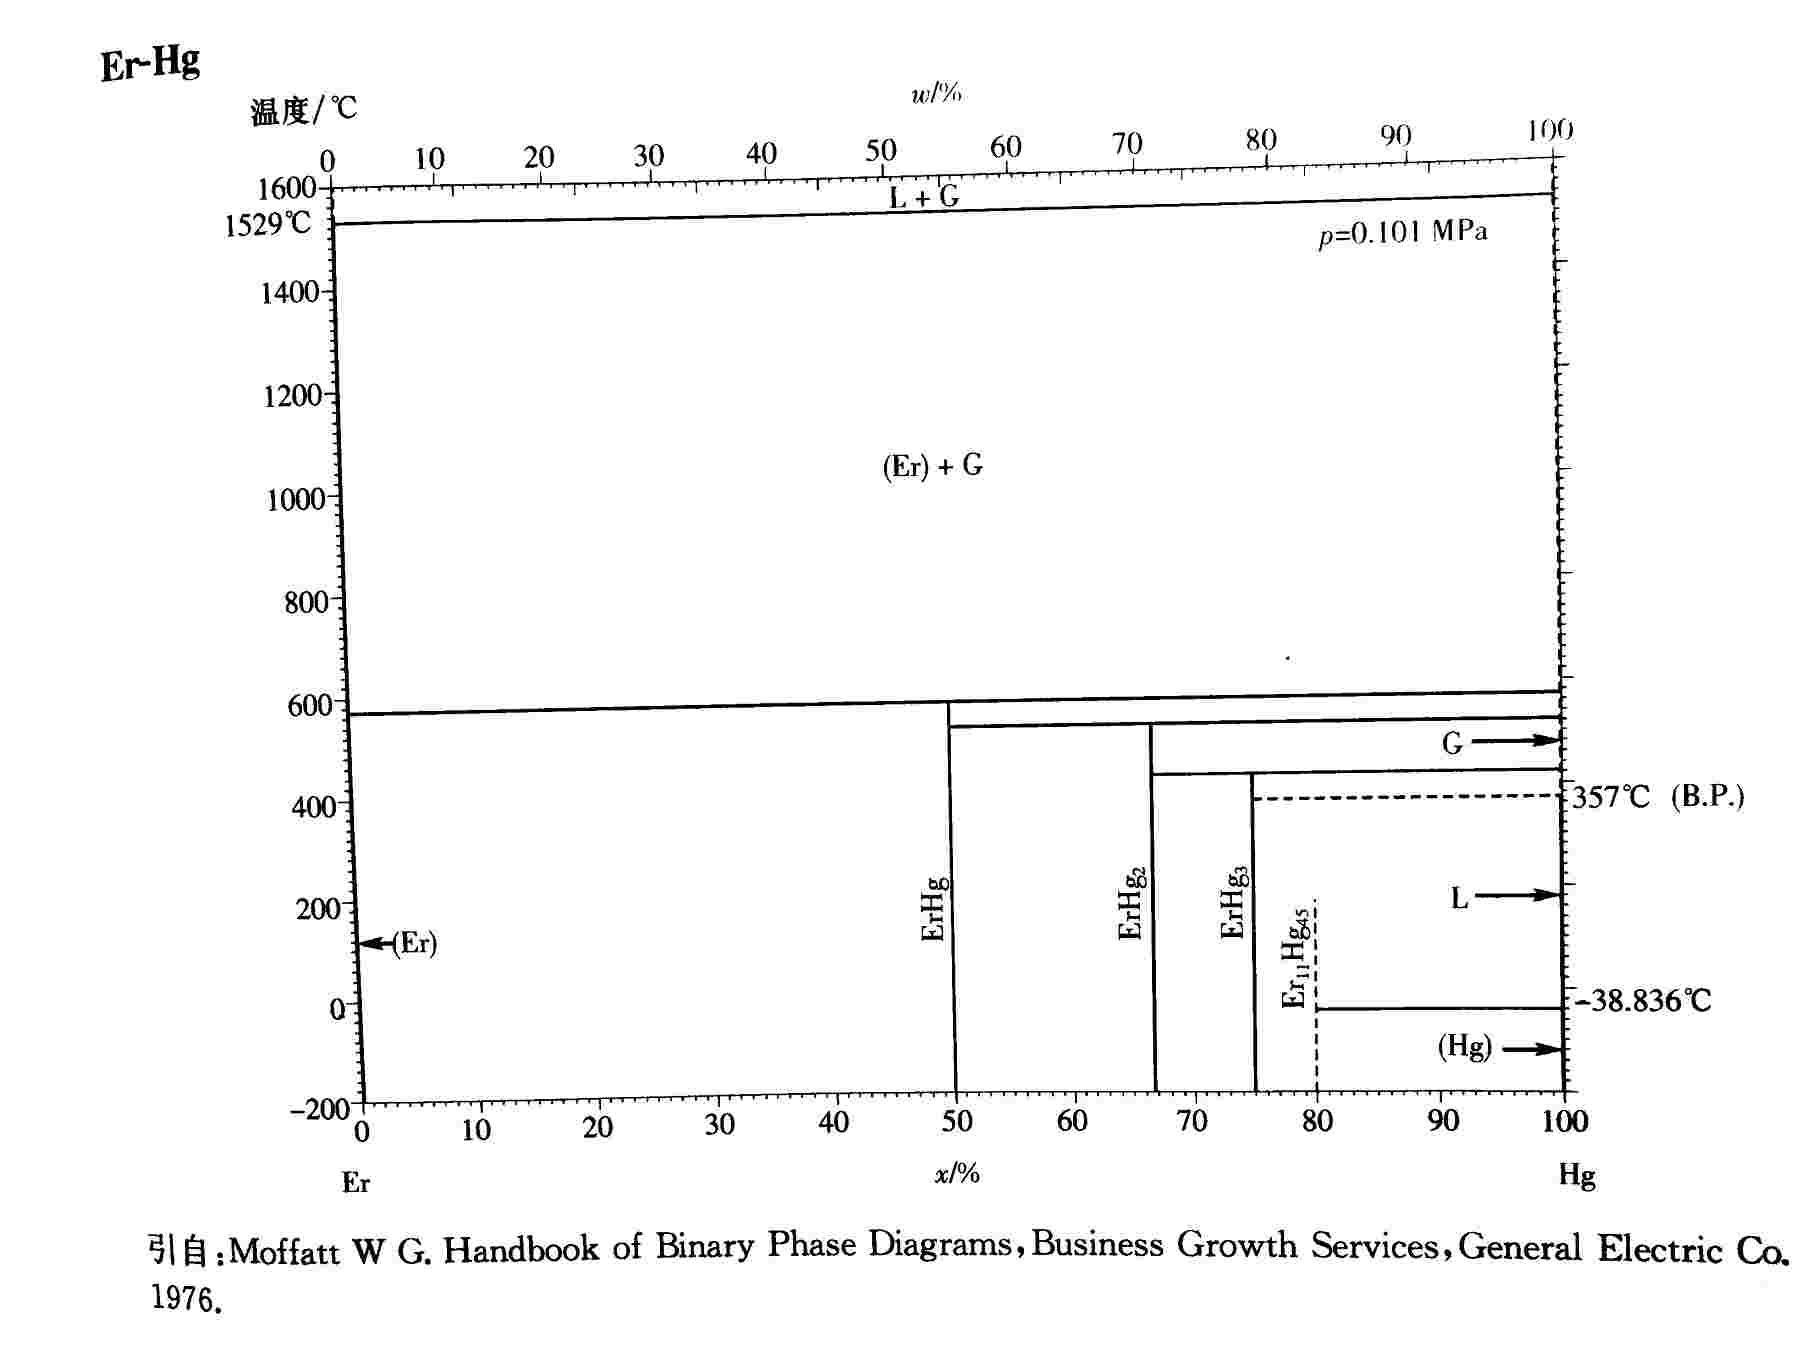 Er-Hg
温度/℃
w/%
0 10 20 30 40 50 60 70 80 90 100
1600
L + G
1529℃
p=0.101 MPa
1400
1200
(Er) + G
1000
800
600
G
400
357℃ (B.P.)
ErHg
ErHg₂
ErHg₃
Er₁₁Hg₄₅
L
200
(Er)
0
-38.836℃
(Hg)
-200
0 10 20 30 40 50 60 70 80 90 100
Er
x/%
Hg
引自:Moffatt W G. Handbook of Binary Phase Diagrams, Business Growth Services, General Electric Co.
1976.